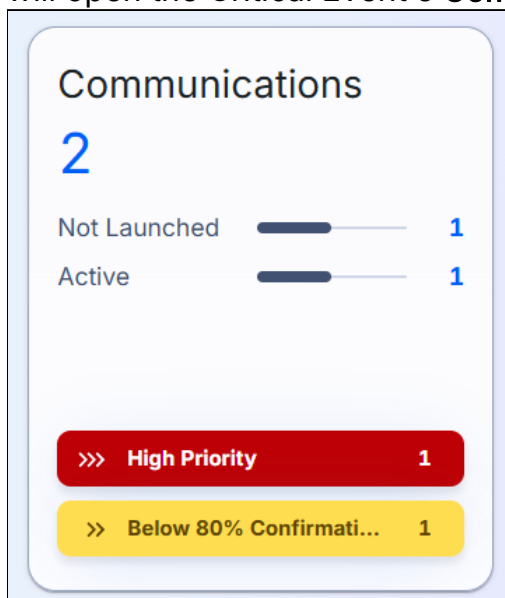 Communications
2
Not Launched 1
Active 1
>>> High Priority 1
>> Below 80% Confirmati... 1